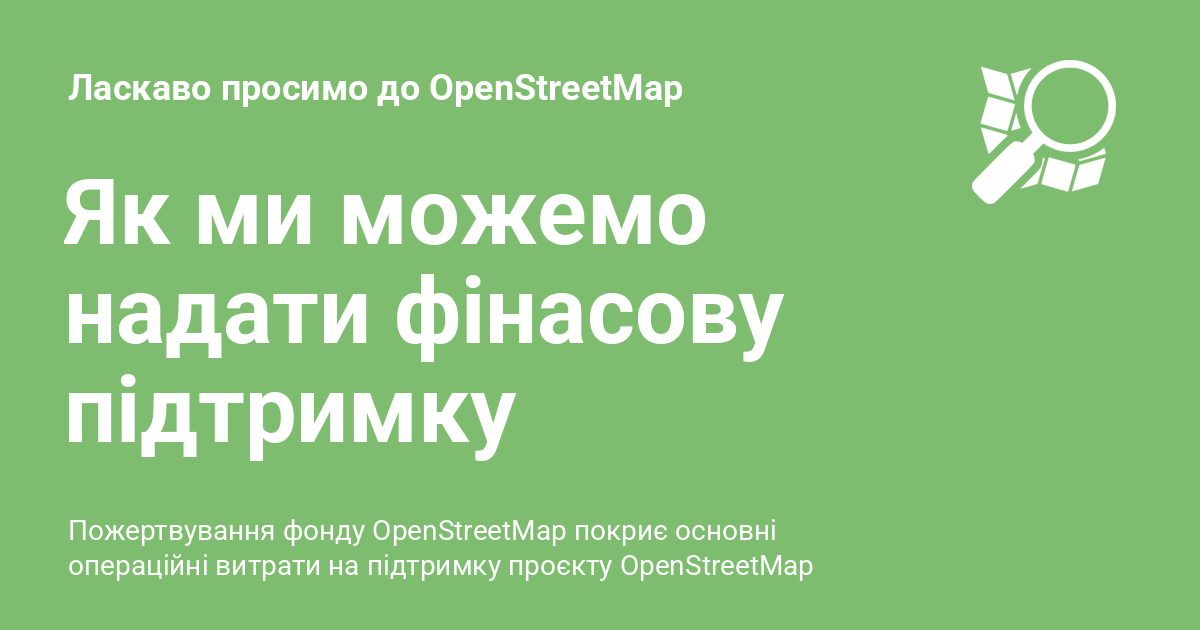 Ласкаво просимо до OpenStreetMap
Як ми можемо
надати фінасову
підтримку
Пожертвування фонду OpenStreetMap покриє основні
операційні витрати на підтримку проєкту OpenStreetMap